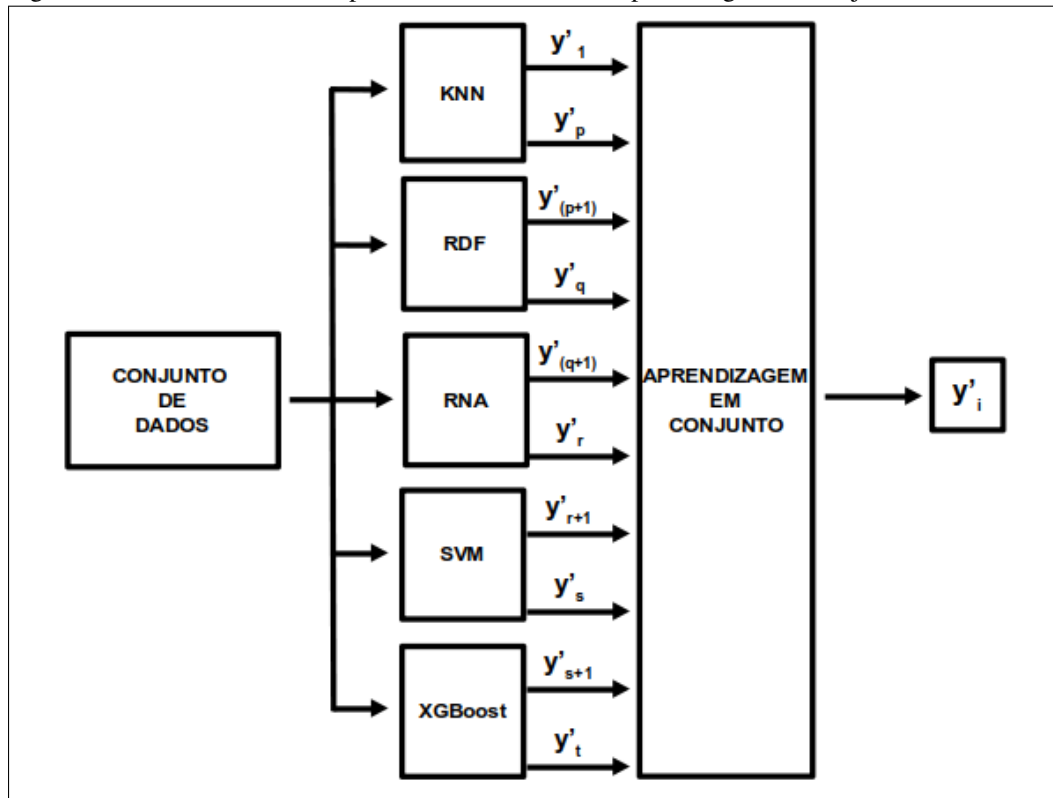 KNN
y'1
y'p
RDF
y'(p+1)
y'q
CONJUNTO
DE
DADOS
RNA
y'(q+1)
y'r
APRENDIZAGEM
EM
CONJUNTO
y'i
SVM
y'r+1
y's
XGBoost
y's+1
y't